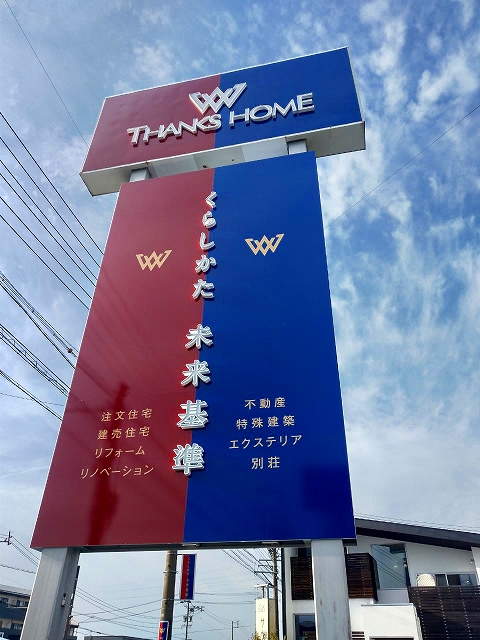 THANKS HOME
くらしかた 未来基準
注文住宅
建売住宅
リフォーム
リノベーション
不動産
特殊建築
エクステリア
別荘